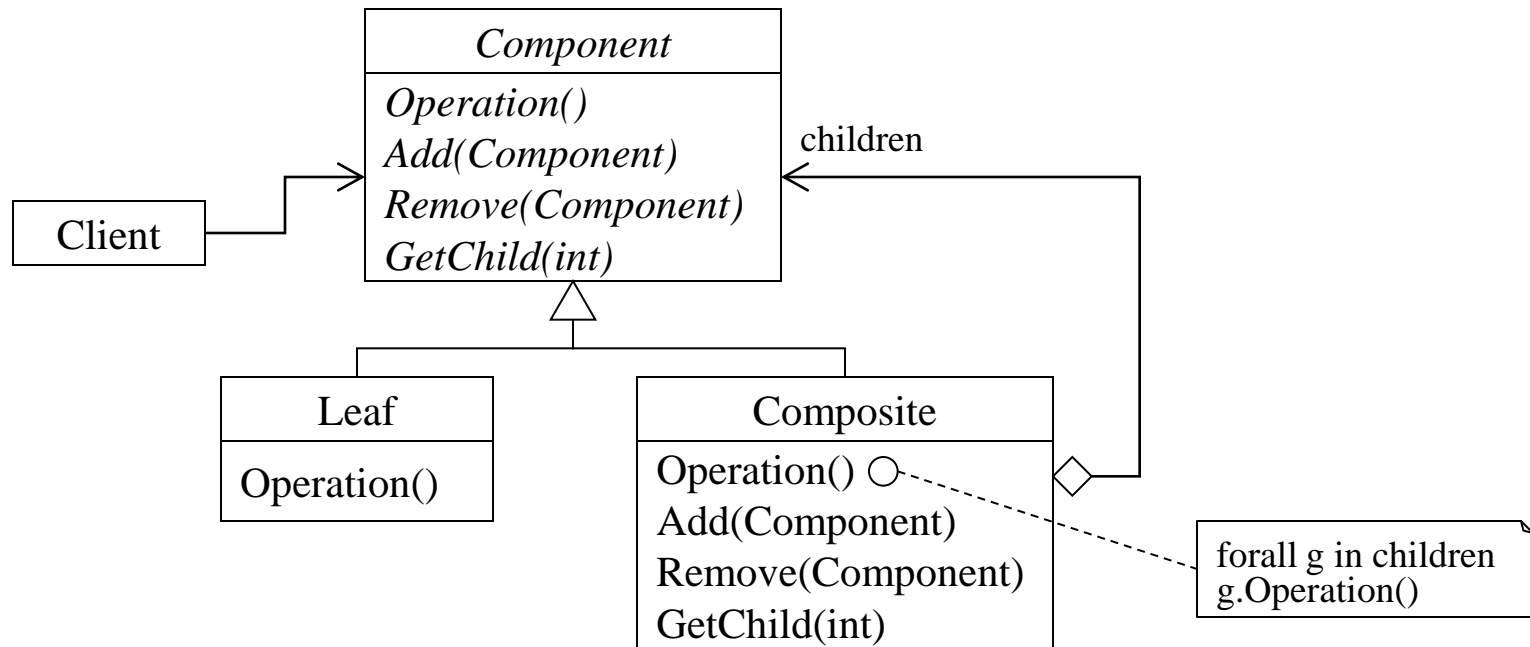 Component
Operation()
Add(Component)
Remove(Component)
GetChild(int)
children
Client
Leaf
Operation()
Composite
Operation()
Add(Component)
Remove(Component)
GetChild(int)
forall g in children
g.Operation()